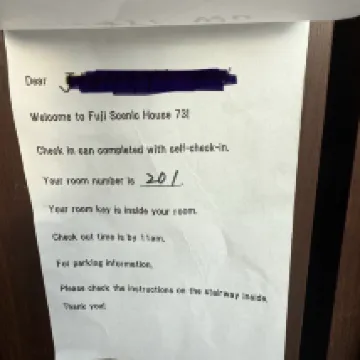 Dear
Welcome to Fuji Scenic House 73!
Check in can completed with self-check-in.
Your room number is 201.
Your room key is inside your room.
Check out time is by 11am.
For parking information,
Please check the instructions on the stairway inside.
Thank you!